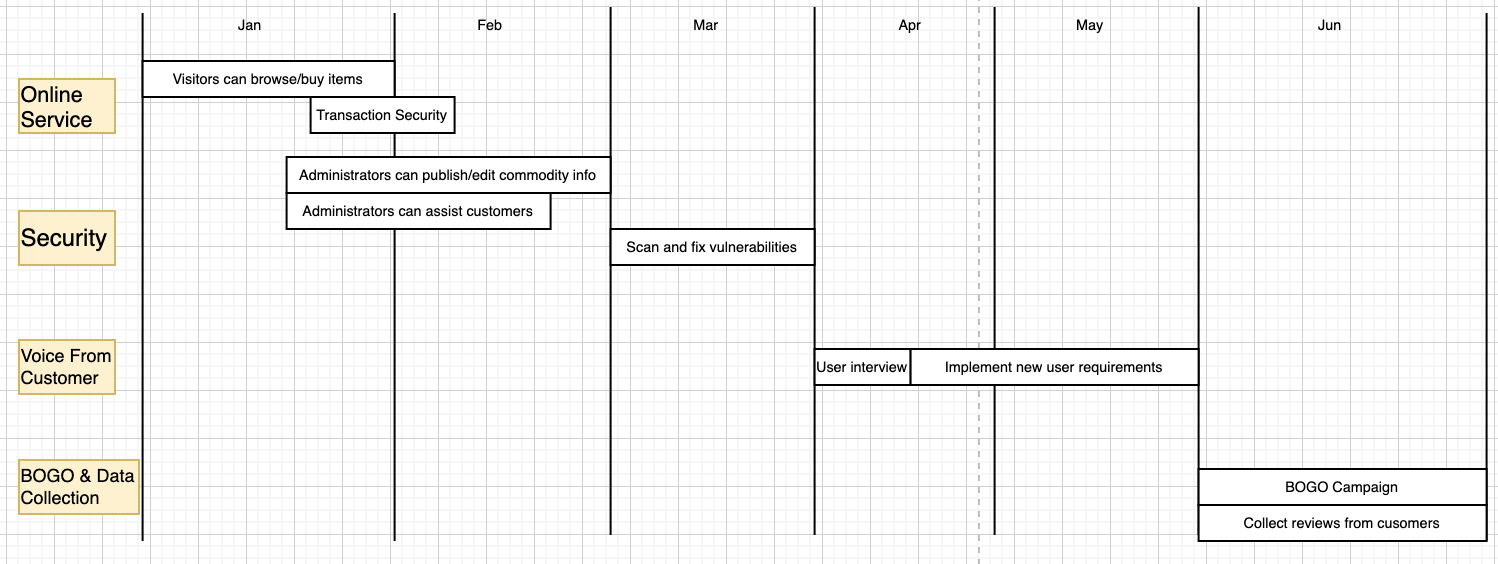 Jan
Feb
Mar
Apr
May
Jun
Visitors can browse/buy items
Online
Service
Transaction Security
Administrators can publish/edit commodity info
Administrators can assist customers
Security
Scan and fix vulnerabilities
Voice From
Customer
User interview
Implement new user requirements
BOGO & Data
Collection
BOGO Campaign
Collect reviews from cusomers